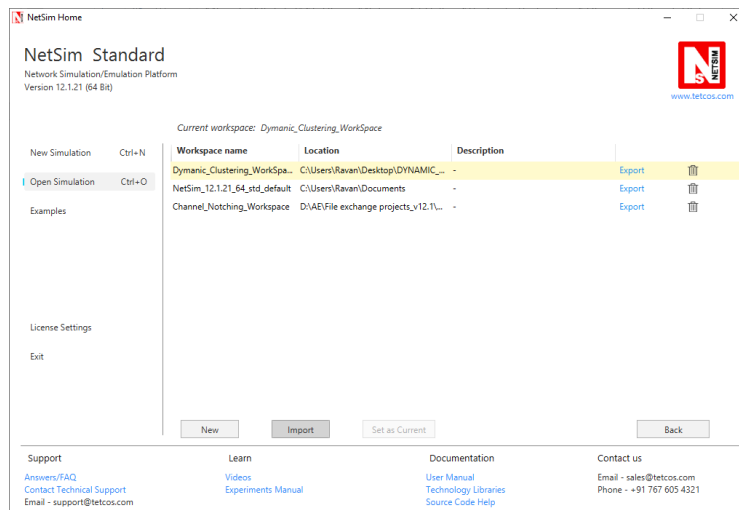 NetSim Home
NetSim Standard
Network Simulation/Emulation Platform
Version 12.1.21 (64 Bit)
NETSIM
www.tetcos.com
Current workspace: Dymanic_Clustering_WorkSpace
New Simulation Ctrl+N
Open Simulation Ctrl+O
Examples
License Settings
Exit
Workspace name Location Description
Dymanic_Clustering_WorkSpa... C:\Users\Ravan\Desktop\DYNAMIC_... - Export
NetSim_12.1.21_64_std_default C:\Users\Ravan\Documents - Export
Channel_Notching_Workspace D:\AE\File exchange projects_v12.1\... - Export
New Import Set as Current Back
Support Learn Documentation Contact us
Answers/FAQ Videos User Manual Email - sales@tetcos.com
Contact Technical Support Experiments Manual Technology Libraries Phone - +91 767 605 4321
Email - support@tetcos.com Source Code Help